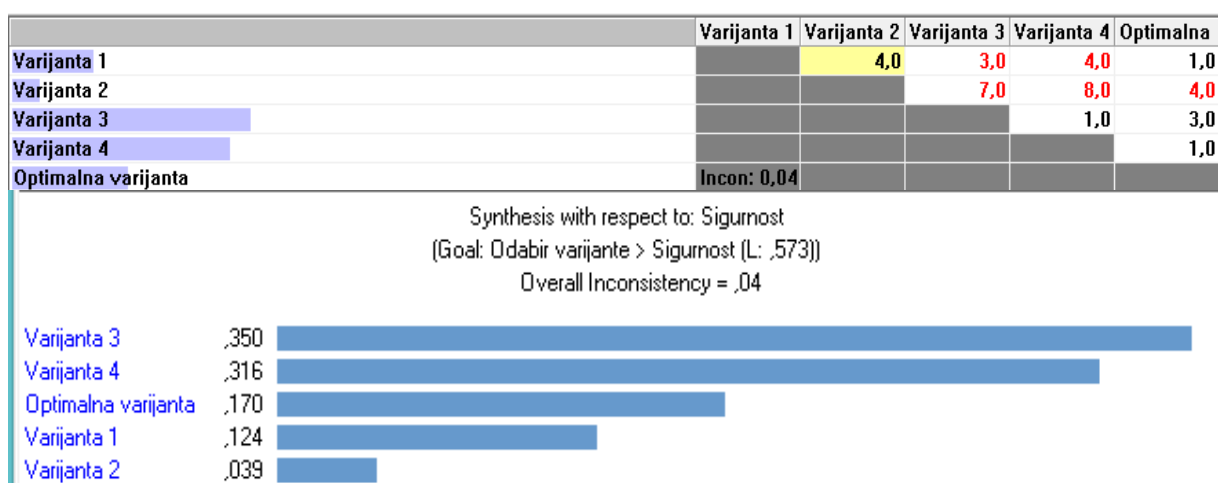 Varijanta 1 Varijanta 2 Varijanta 3 Varijanta 4 Optimalna
Varijanta 1 4,0 3,0 4,0 1,0
Varijanta 2 7,0 8,0 4,0
Varijanta 3 1,0 3,0
Varijanta 4 1,0
Optimalna varijanta Incon: 0,04
Synthesis with respect to: Sigurnost
(Goal: Odabir varijante > Sigurnost (L: ,573))
Overall Inconsistency = ,04
Varijanta 3 ,350
Varijanta 4 ,316
Optimalna varijanta ,170
Varijanta 1 ,124
Varijanta 2 ,039